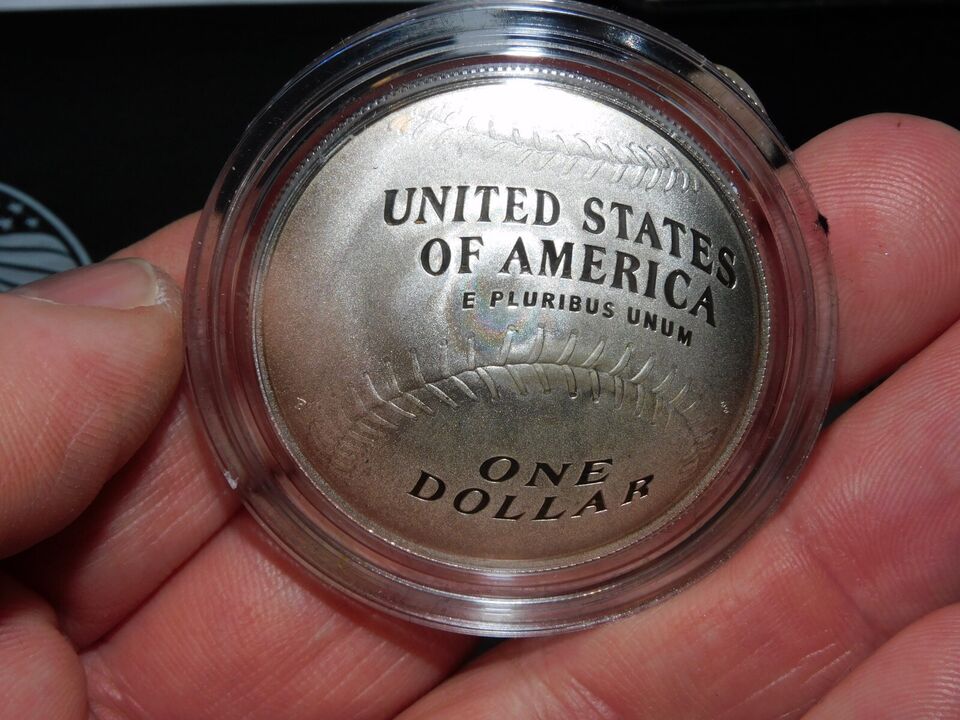 UNITED STATES
OF AMERICA
E PLURIBUS UNUM
ONE
DOLLAR